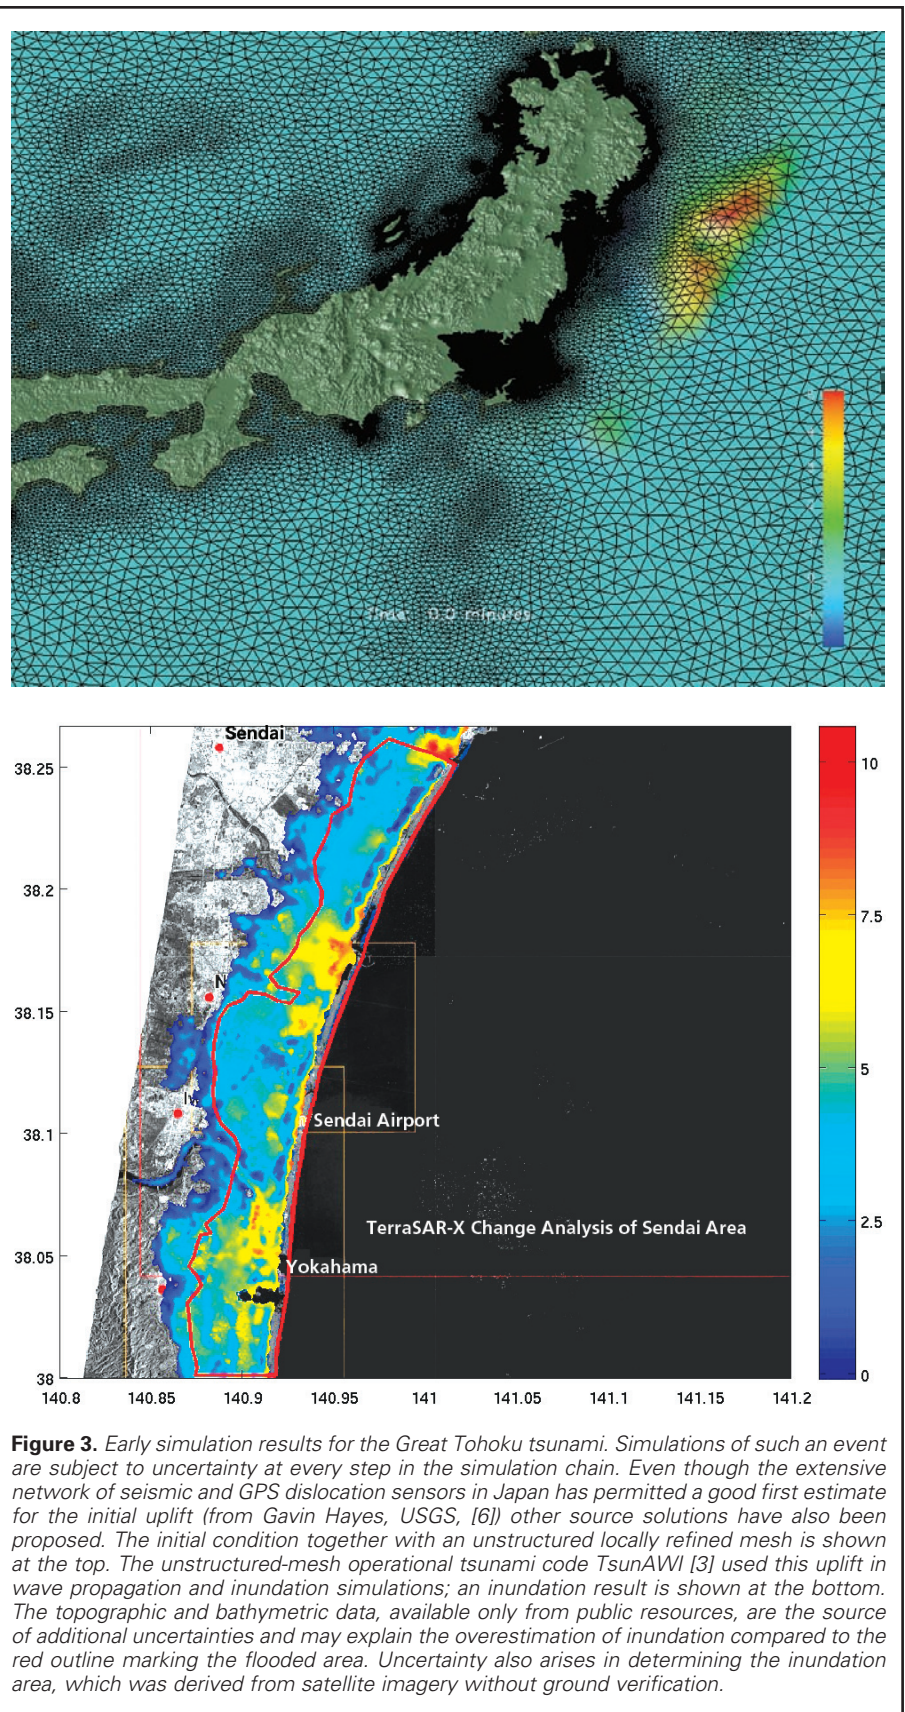 Time: 0.0 minutes
Sendai
38.25
38.2
38.15
38.1
38.05
38
N
Sendai Airport
TerraSAR-X Change Analysis of Sendai Area
Yokahama
140.8
140.85
140.9
140.95
141
141.05
141.1
141.15
141.2
10
7.5
5
2.5
0
Figure 3. Early simulation results for the Great Tohoku tsunami. Simulations of such an event
are subject to uncertainty at every step in the simulation chain. Even though the extensive
network of seismic and GPS dislocation sensors in Japan has permitted a good first estimate
for the initial uplift (from Gavin Hayes, USGS, [6]) other source solutions have also been
proposed. The initial condition together with an unstructured locally refined mesh is shown
at the top. The unstructured-mesh operational tsunami code TsunAWI [3] used this uplift in
wave propagation and inundation simulations; an inundation result is shown at the bottom.
The topographic and bathymetric data, available only from public resources, are the source
of additional uncertainties and may explain the overestimation of inundation compared to the
red outline marking the flooded area. Uncertainty also arises in determining the inundation
area, which was derived from satellite imagery without ground verification.